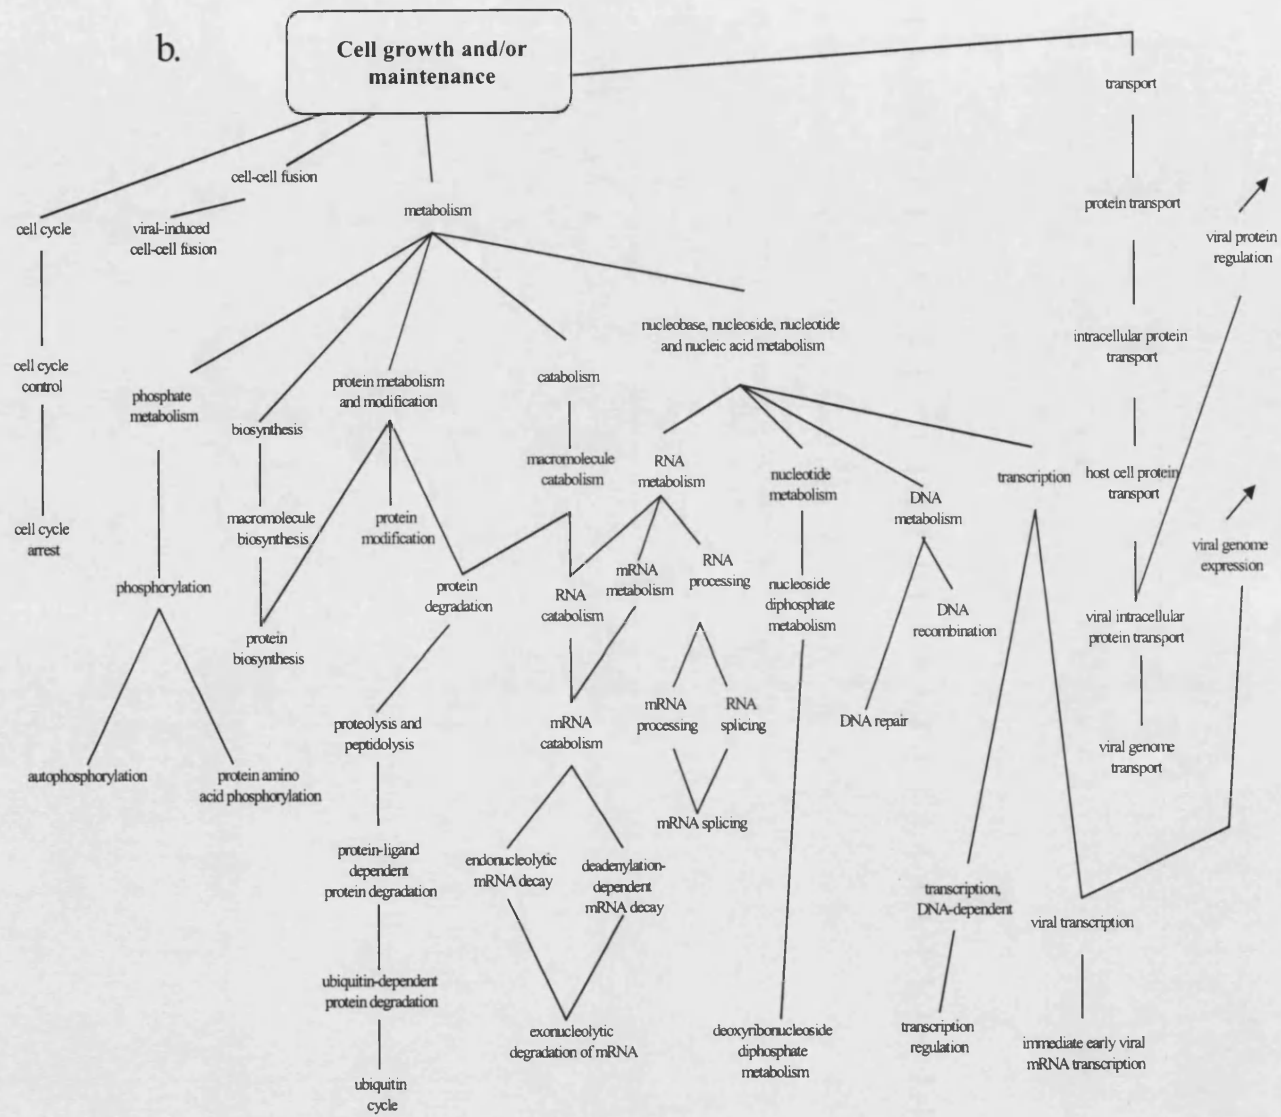 b.
Cell growth and/or
maintenance
transport
cell-cell fusion
protein transport
metabolism
cell cycle
viral-induced
cell-cell fusion
viral protein
regulation
nucleobase, nucleoside, nucleotide
and nucleic acid metabolism
intracellular protein
transport
cell cycle
control
phosphate
metabolism
protein metabolism
and modification
catabolism
biosynthesis
macromolecule
catabolism
RNA
metabolism
nucleotide
metabolism
DNA
metabolism
transcription
host cell protein
transport
cell cycle
arrest
macromolecule
biosynthesis
protein
modification
viral genome
expression
phosphorylation
protein
degradation
RNA
catabolism
mRNA
metabolism
RNA
processing
nucleoside
diphosphate
metabolism
DNA
recombination
viral intracellular
protein transport
protein
biosynthesis
proteolysis and
peptidolysis
mRNA
catabolism
mRNA
processing
RNA
splicing
DNA repair
viral genome
transport
autophosphorylation
protein amino
acid phosphorylation
mRNA splicing
protein-ligand
dependent
protein degradation
endonucleolytic
mRNA decay
deadenylation-
dependent
mRNA decay
transcription,
DNA-dependent
viral transcription
ubiquitin-dependent
protein degradation
exonucleolytic
degradation of mRNA
deoxyribonucleoside
diphosphate
metabolism
transcription
regulation
immediate early viral
mRNA transcription
ubiquitin
cycle